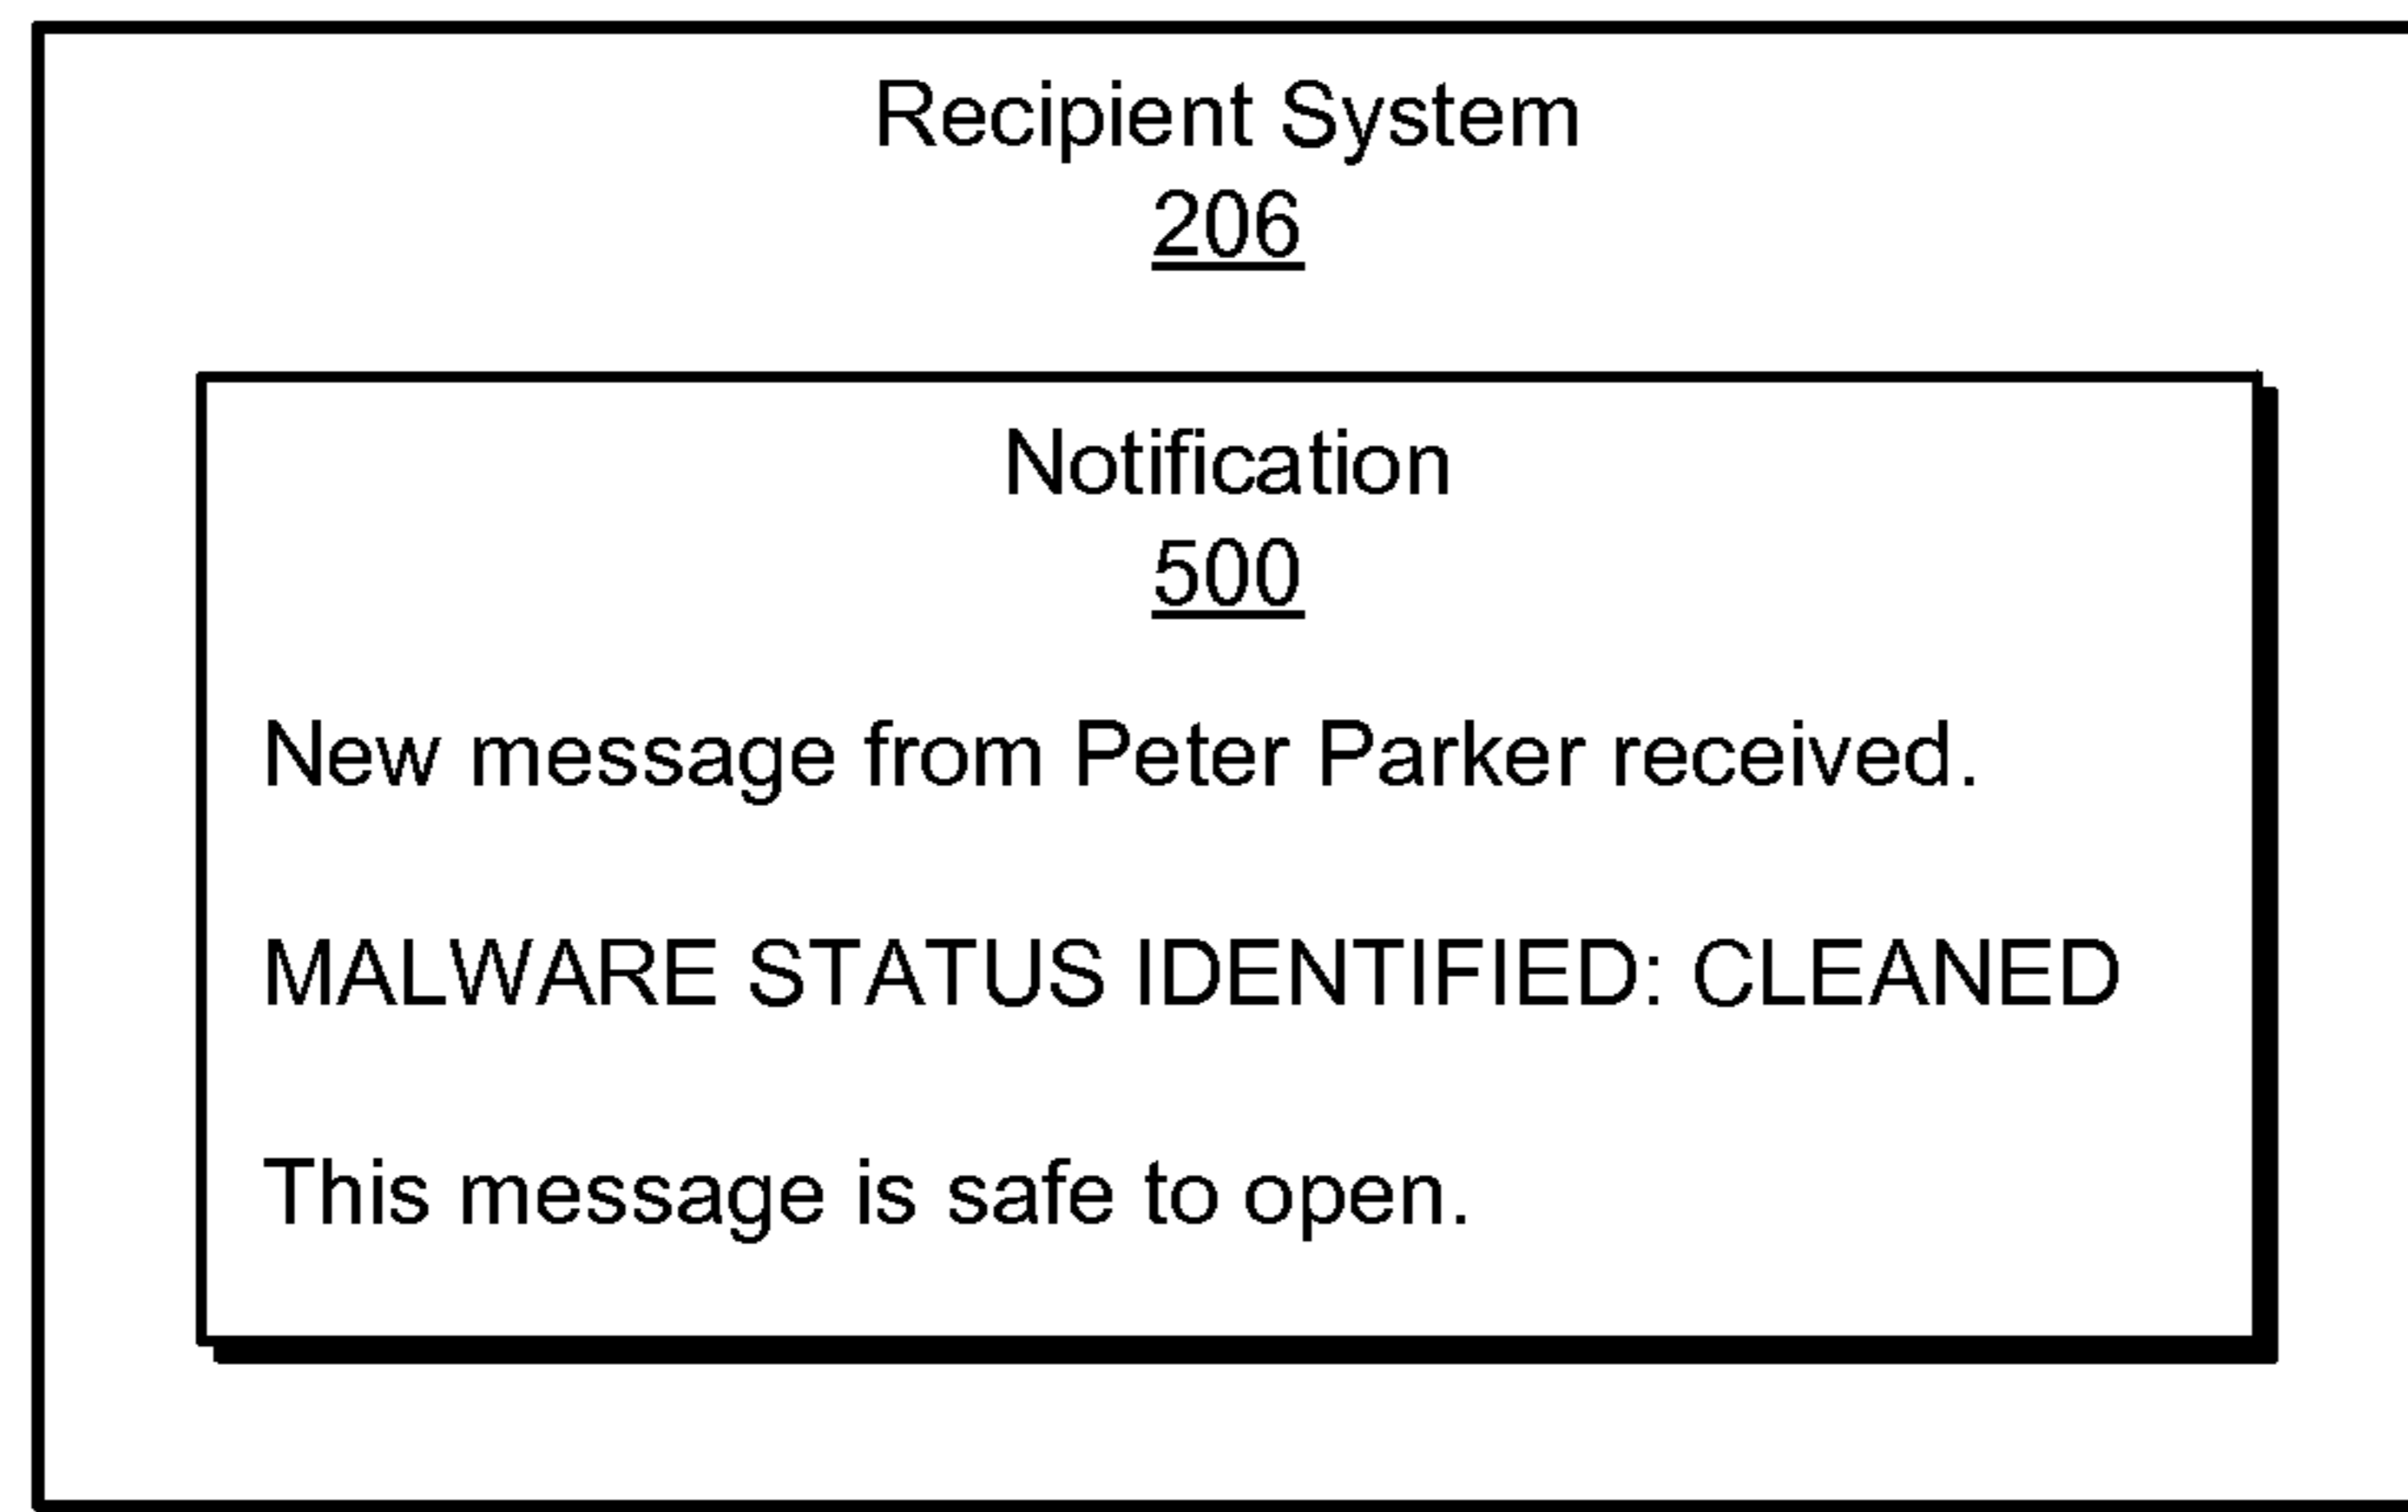 Recipient System
206
Notification
500
New message from Peter Parker received.
MALWARE STATUS IDENTIFIED: CLEANED
This message is safe to open.